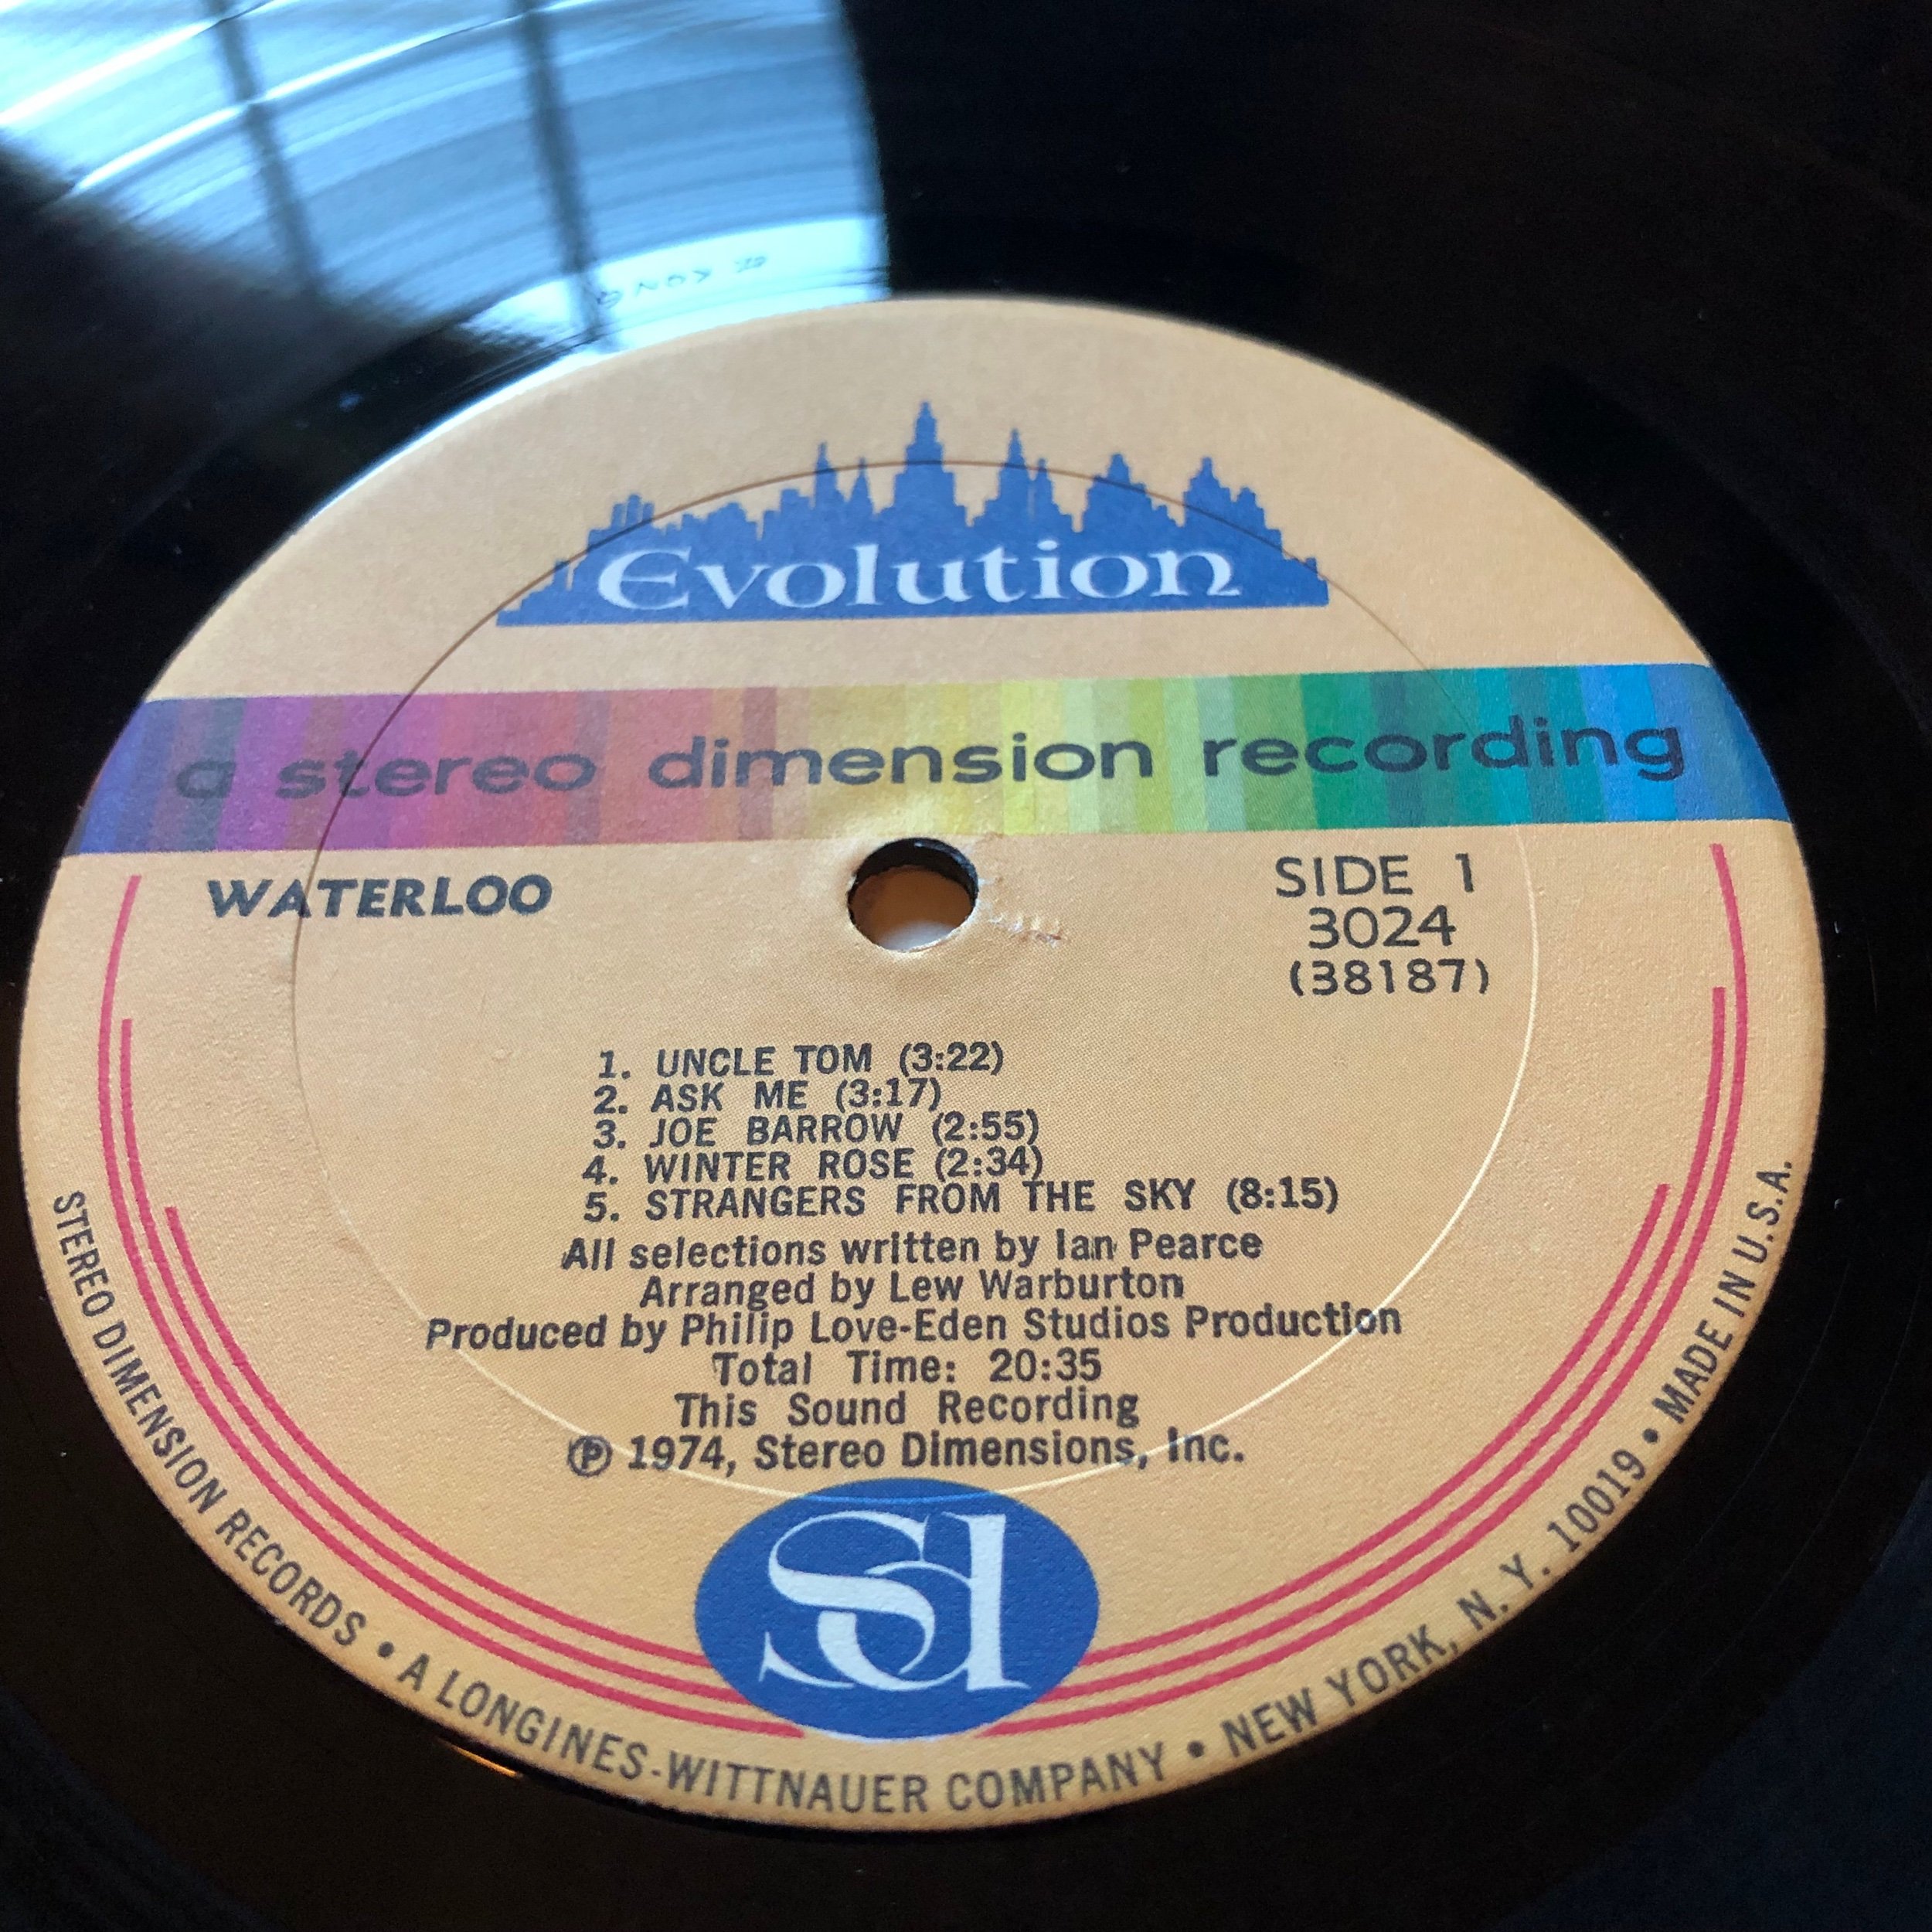 Evolution
a stereo dimension recording
WATERLOO
SIDE 1
3024
(38187)
1. UNCLE TOM (3:22)
2. ASK ME (3:17)
3. JOE BARROW (2:55)
4. WINTER ROSE (2:34)
5. STRANGERS FROM THE SKY (8:15)
All selections written by Ian Pearce
Arranged by Lew Warburton
Produced by Philip Love-Eden Studios Production
Total Time: 20:35
This Sound Recording
℗ 1974, Stereo Dimensions, Inc.
Sd
STEREO DIMENSION RECORDS • A LONGINES-WITTNAUER COMPANY • NEW YORK, N. Y. 10019 • MADE IN U.S.A.